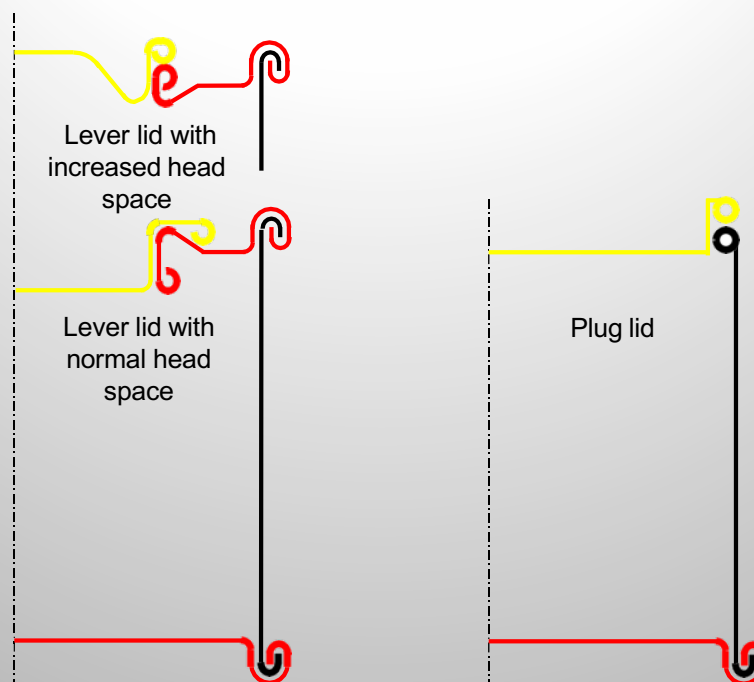 Lever lid with
increased head
space
Lever lid with
normal head
space
Plug lid